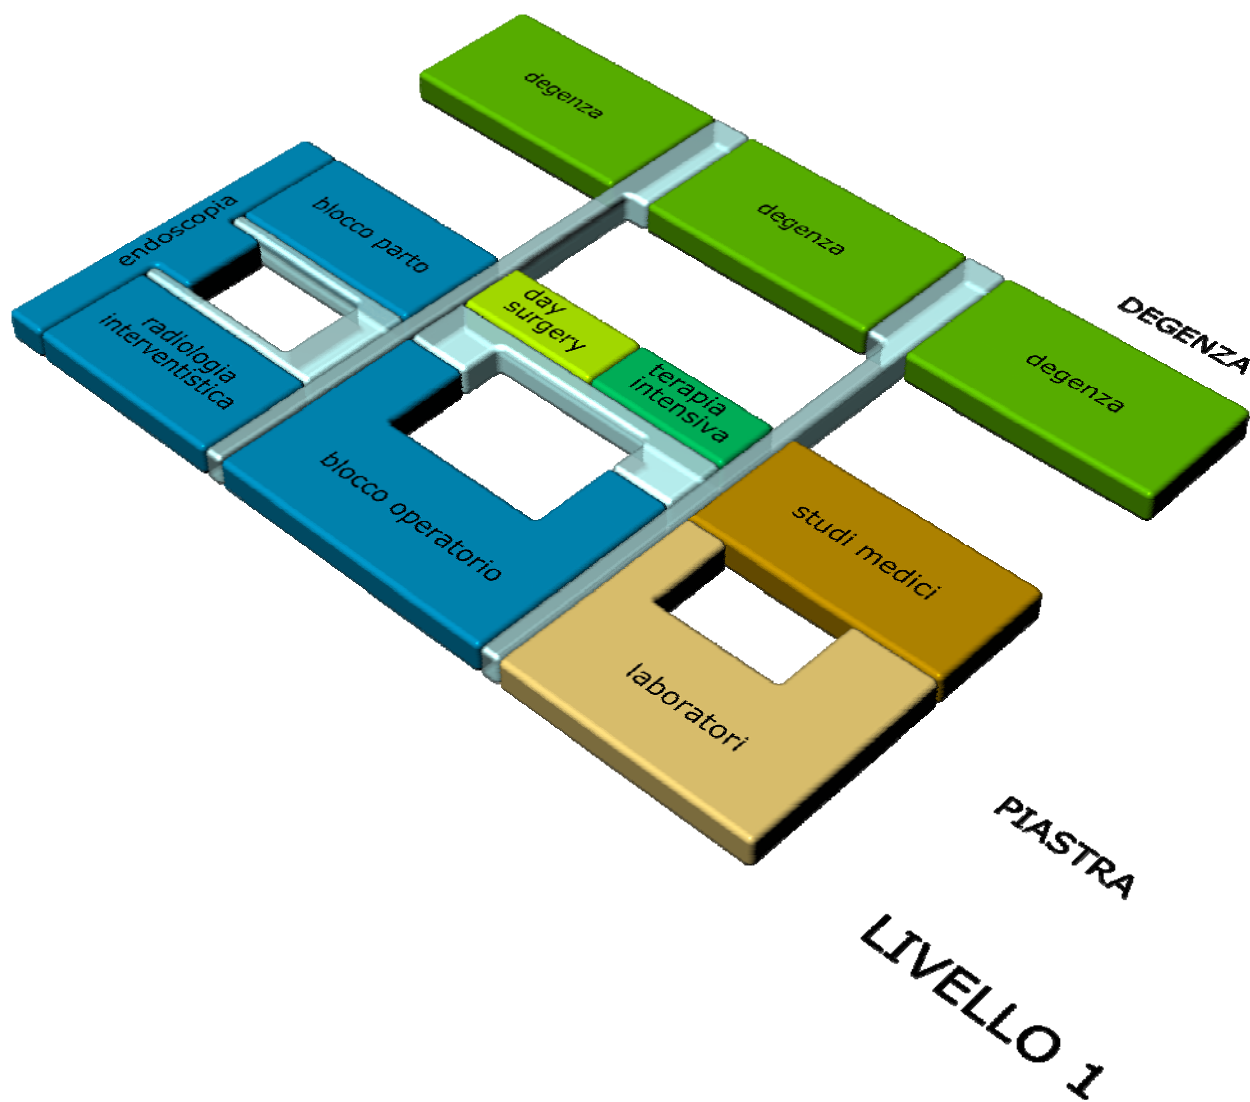 degenza
degenza
degenza
DEGENZA
endoscopia
blocco parto
radiologia
interventistica
day
surgery
terapia
intensiva
blocco operatorio
studi medici
laboratori
PIASTRA
LIVELLO 1